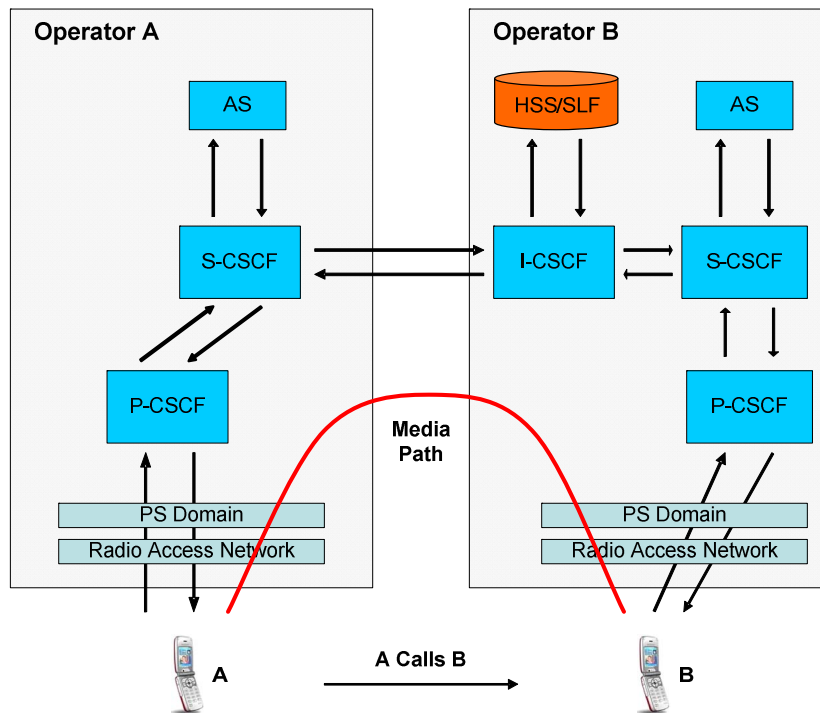 Operator A
AS
S-CSCF
P-CSCF
PS Domain
Radio Access Network
Operator B
HSS/SLF
AS
I-CSCF
S-CSCF
P-CSCF
PS Domain
Radio Access Network
Media
Path
A
A Calls B
B